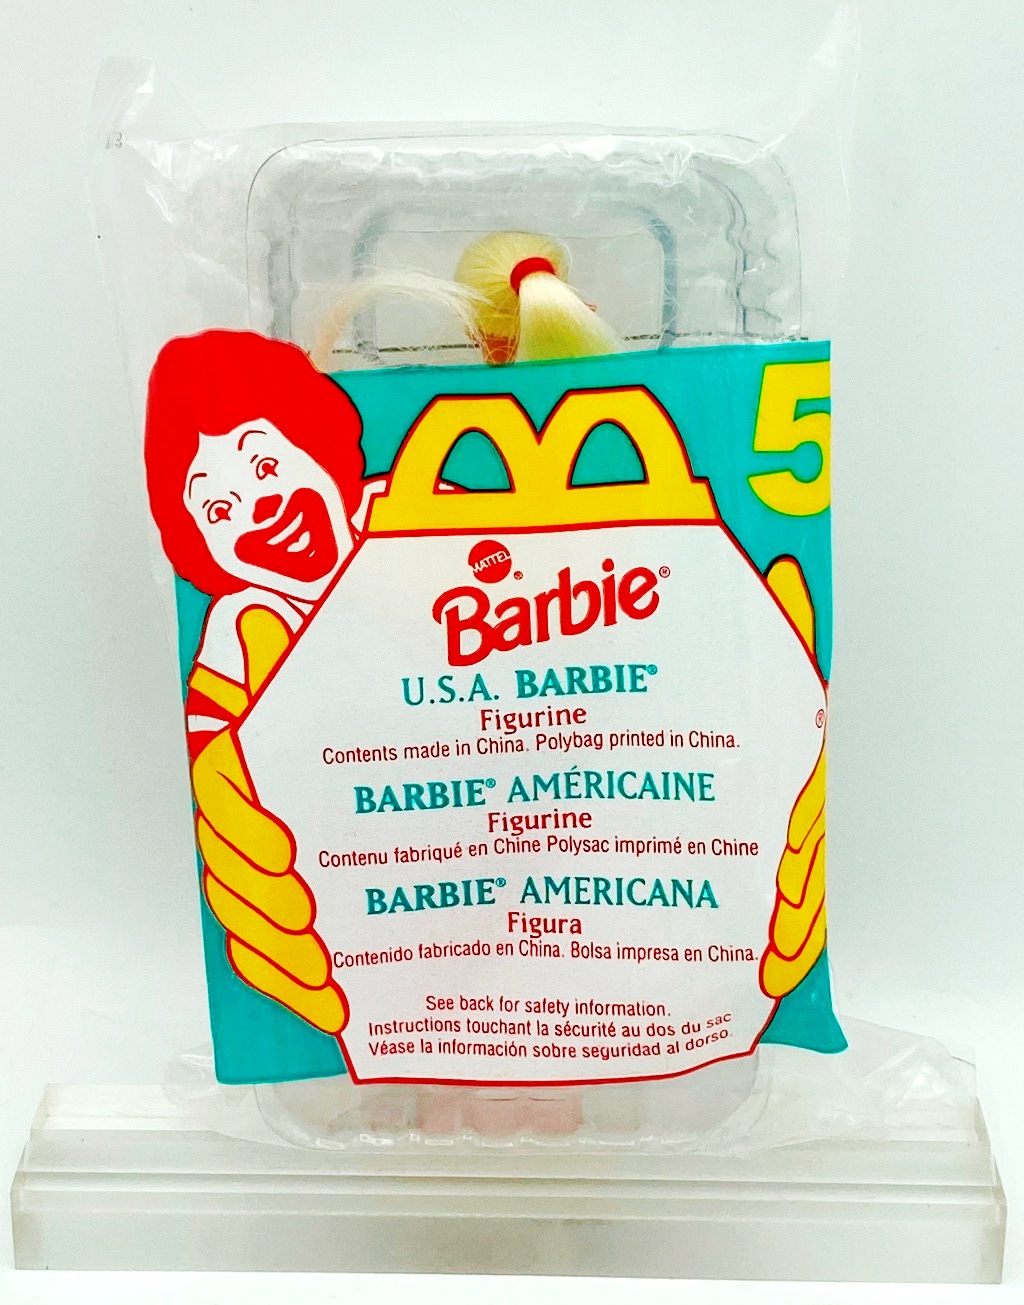 13
5
MATTEL
®
Barbie®
U.S.A. BARBIE®
Figurine
®
Contents made in China. Polybag printed in China.
BARBIE® AMÉRICAINE
Figurine
Contenu fabriqué en Chine Polysac imprimé en Chine
BARBIE® AMERICANA
Figura
Contenido fabricado en China. Bolsa impresa en China.
See back for safety information.
Instructions touchant la sécurité au dos du sac
Véase la información sobre seguridad al dorso.